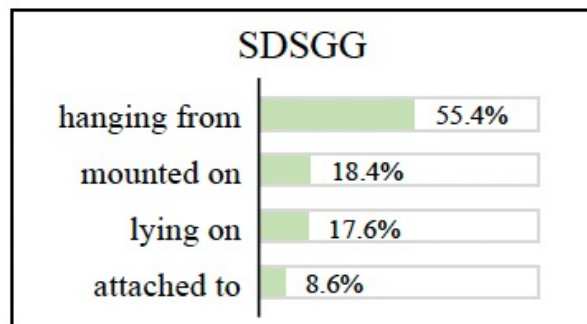 SDSGG
hanging from 55.4%
mounted on 18.4%
lying on 17.6%
attached to 8.6%